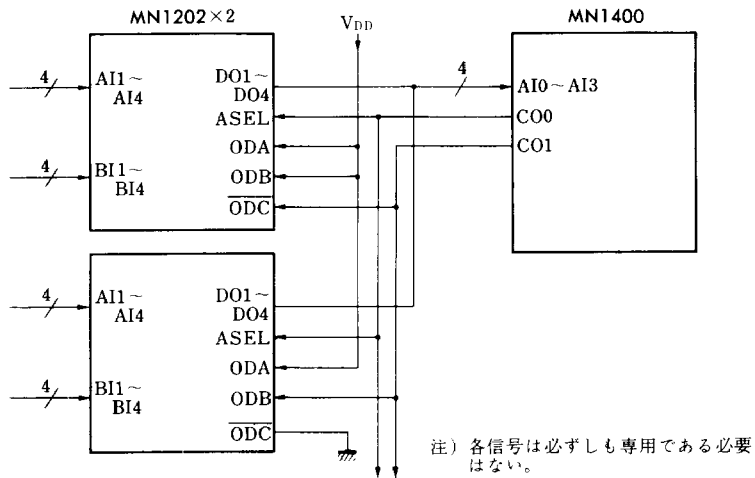 MN1202×2
V_DD
MN1400
4
AI1~
AI4
DO1~
DO4
ASEL
ODA
ODB
ODC
4
BI1~
BI4
4
AI0~AI3
CO0
CO1
4
AI1~
AI4
DO1~
DO4
ASEL
ODA
ODB
ODC
4
BI1~
BI4
注) 各信号は必ずしも専用である必要
はない。